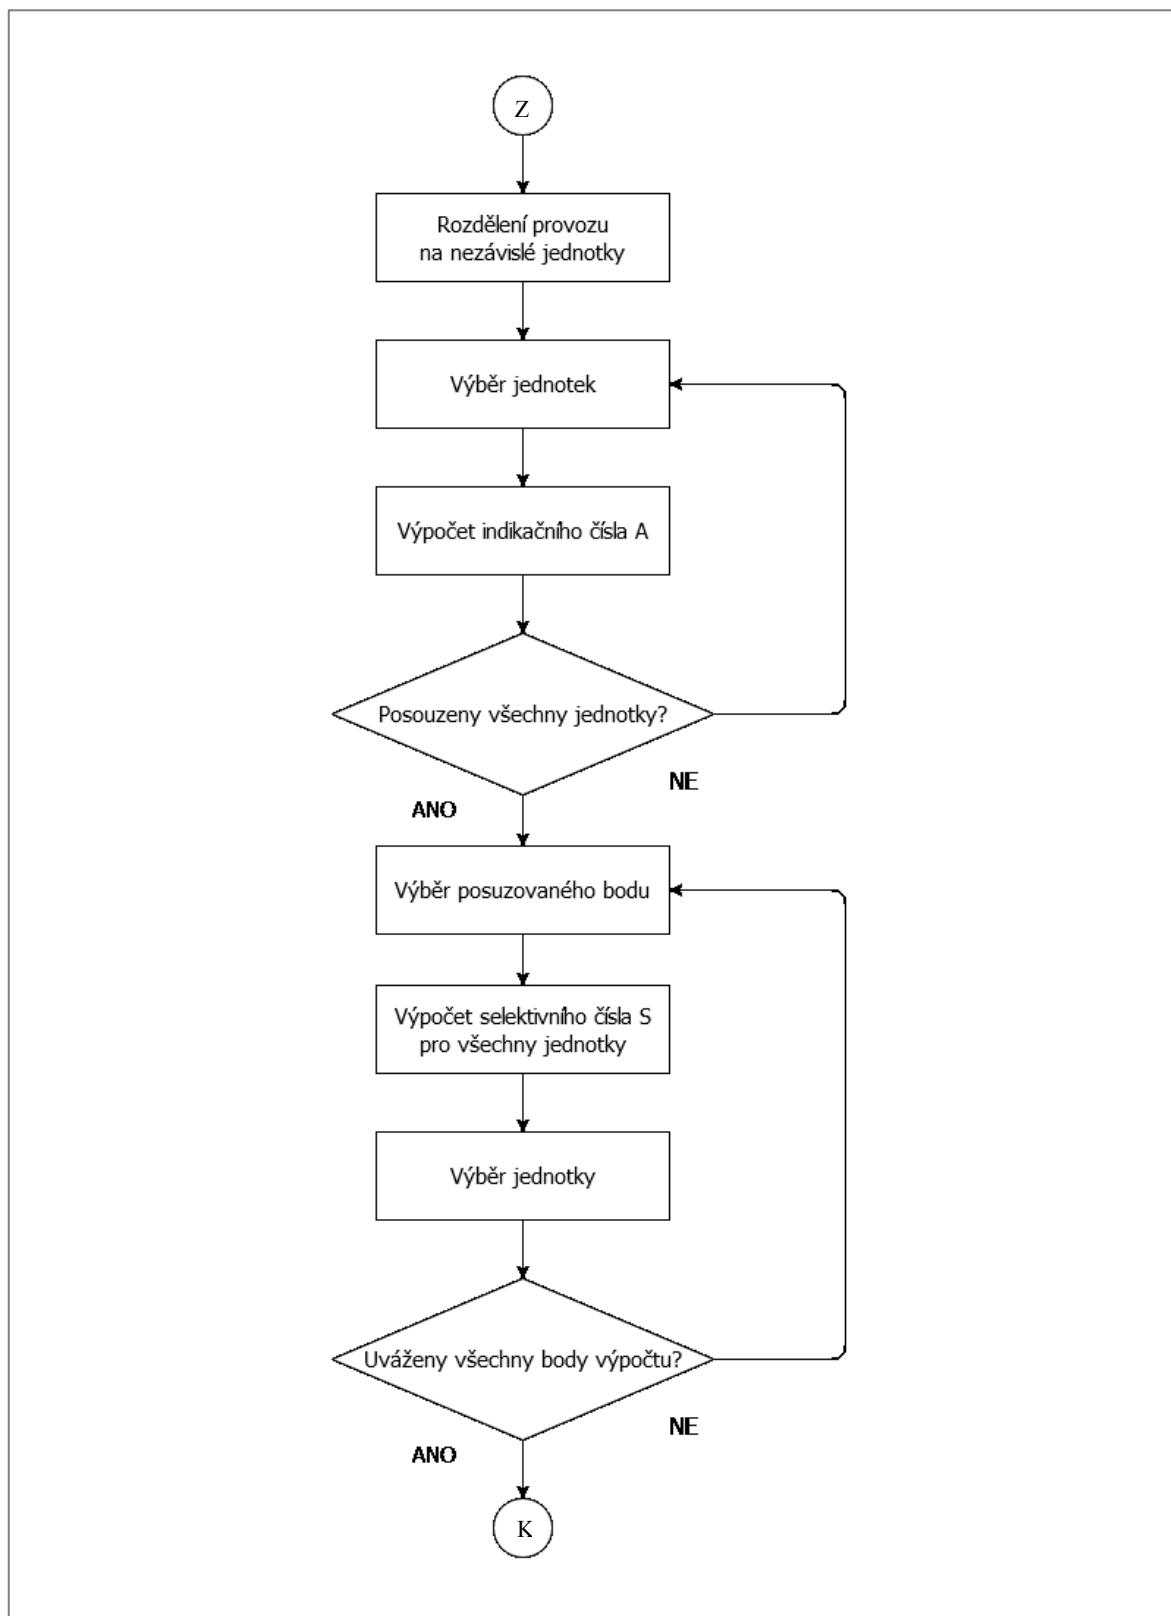 Z
Rozdělení provozu
na nezávislé jednotky
Výběr jednotek
Výpočet indikačního čísla A
Posouzeny všechny jednotky?
NE
ANO
Výběr posuzovaného bodu
Výpočet selektivního čísla S
pro všechny jednotky
Výběr jednotky
Uváženy všechny body výpočtu?
NE
ANO
K